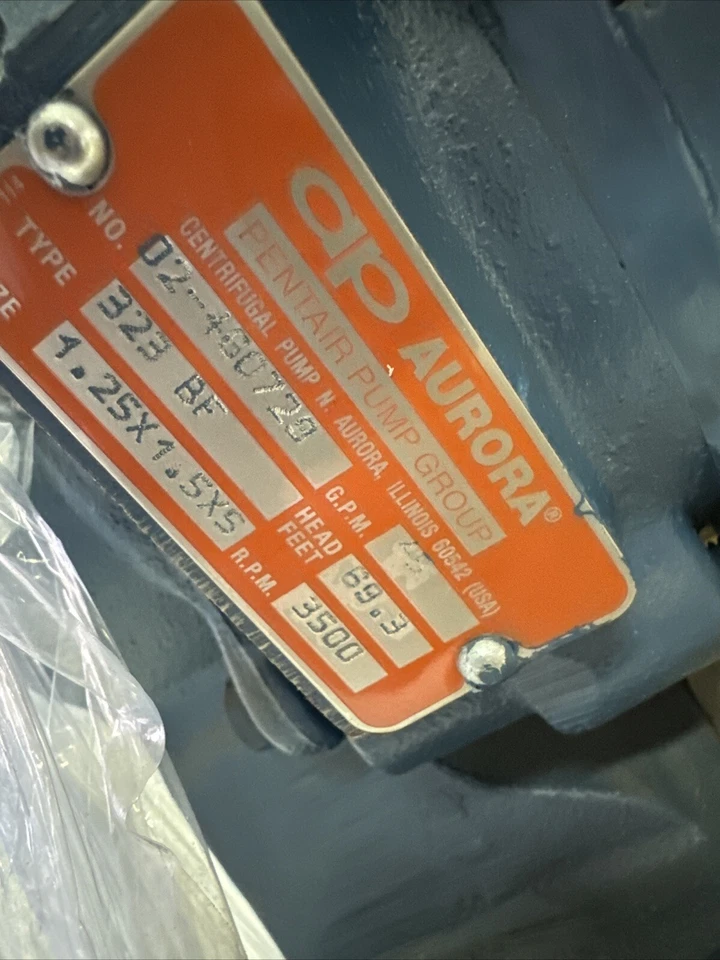 ap AURORA®
PENTAIR PUMP GROUP
CENTRIFUGAL PUMP N. AURORA, ILLINOIS 60542 (USA)
NO. 02-460720 G.P.M.
TYPE 323 BF HEAD FEET 69.3
1.25X1.5X5 R.P.M. 3500